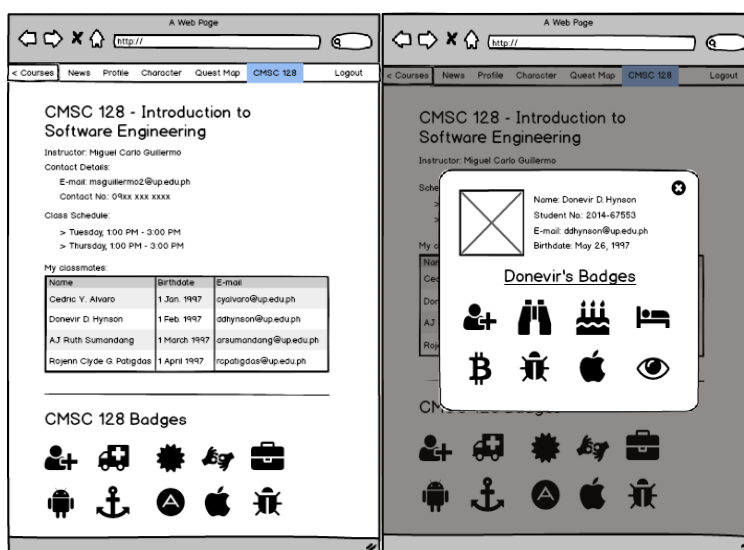 A Web Page
http://
< Courses News Profile Character Quest Map CMSC 128 Logout
CMSC 128 - Introduction to
Software Engineering
Instructor: Miguel Carlo Guillermo
Contact Details:
E-mail: msguillermo2@up.edu.ph
Contact No.: 09xx xxx xxxx
Class Schedule:
> Tuesday, 1:00 PM - 3:00 PM
> Thursday, 1:00 PM - 3:00 PM
My classmates:
Name Birthdate E-mail
Cedric Y. Alvaro 1 Jan. 1997 cyalvaro@up.edu.ph
Donevir D. Hynson 1 Feb. 1997 ddhynson@up.edu.ph
AJ Ruth Sumandang 1 March 1997 arsumandang@up.edu.ph
Rojenn Clyde G. Patigdas 1 April 1997 rcpatigdas@up.edu.ph
CMSC 128 Badges
A Web Page
http://
< Courses News Profile Character Quest Map CMSC 128 Logout
CMSC 128 - Introduction to
Software Engineering
Instructor: Miguel Carlo Guillermo
Name: Donevir D. Hynson
Student No.: 2014-67553
E-mail: ddhynson@up.edu.ph
Birthdate: May 26, 1997
Donevir's Badges